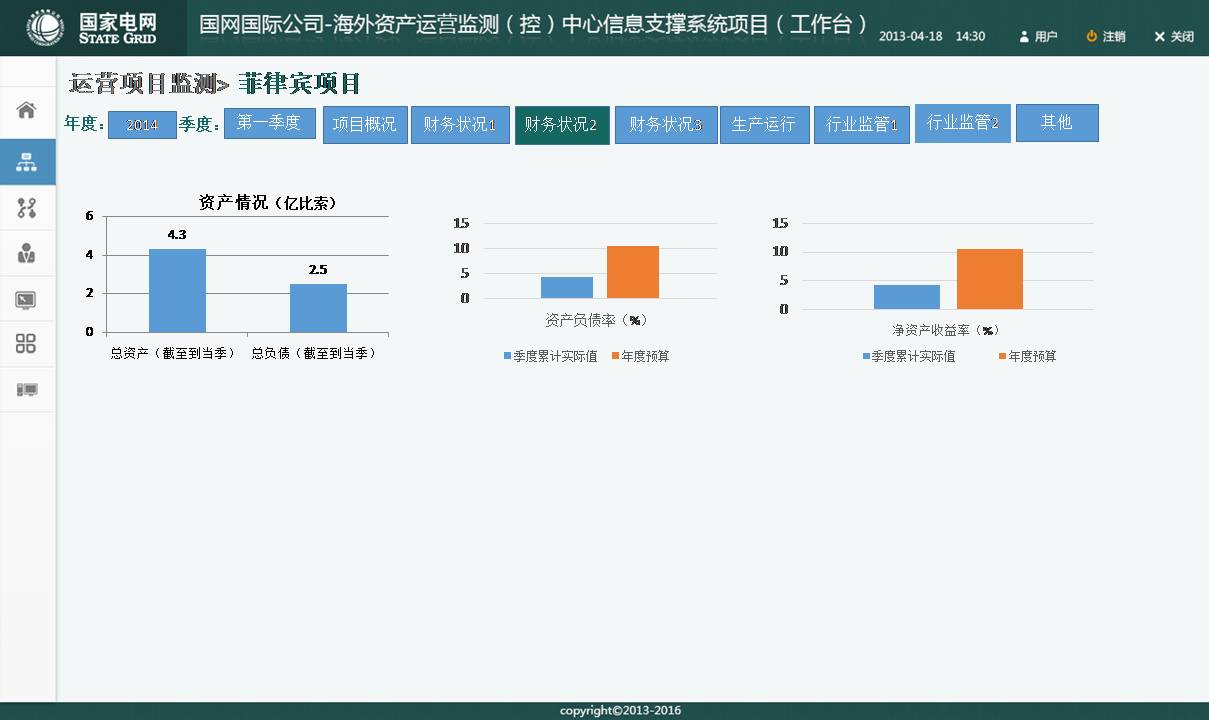 国家电网
STATE GRID
国网国际公司-海外资产运营监测（控）中心信息支撑系统项目（工作台）
2013-04-18 14:30 用户 注销 关闭
运营项目监测> 菲律宾项目
年度： 2014 季度： 第一季度 项目概况 财务状况1 财务状况2 财务状况3 生产运行 行业监管1 行业监管2 其他
资产情况（亿比索）
6
4
2
0
4.3
2.5
总资产（截至到当季） 总负债（截至到当季）
15
10
5
0
资产负债率（%）
季度累计实际值 年度预算
15
10
5
0
净资产收益率（%）
季度累计实际值 年度预算
copyright©2013-2016